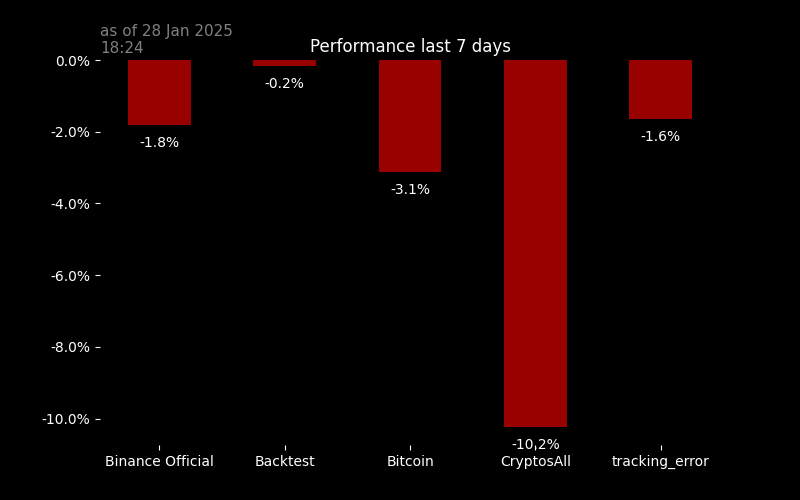 as of 28 Jan 2025
18:24
Performance last 7 days
0.0%
-2.0%
-4.0%
-6.0%
-8.0%
-10.0%
-1.8%
-0.2%
-3.1%
-10.2%
-1.6%
Binance Official
Backtest
Bitcoin
CryptosAll
tracking_error